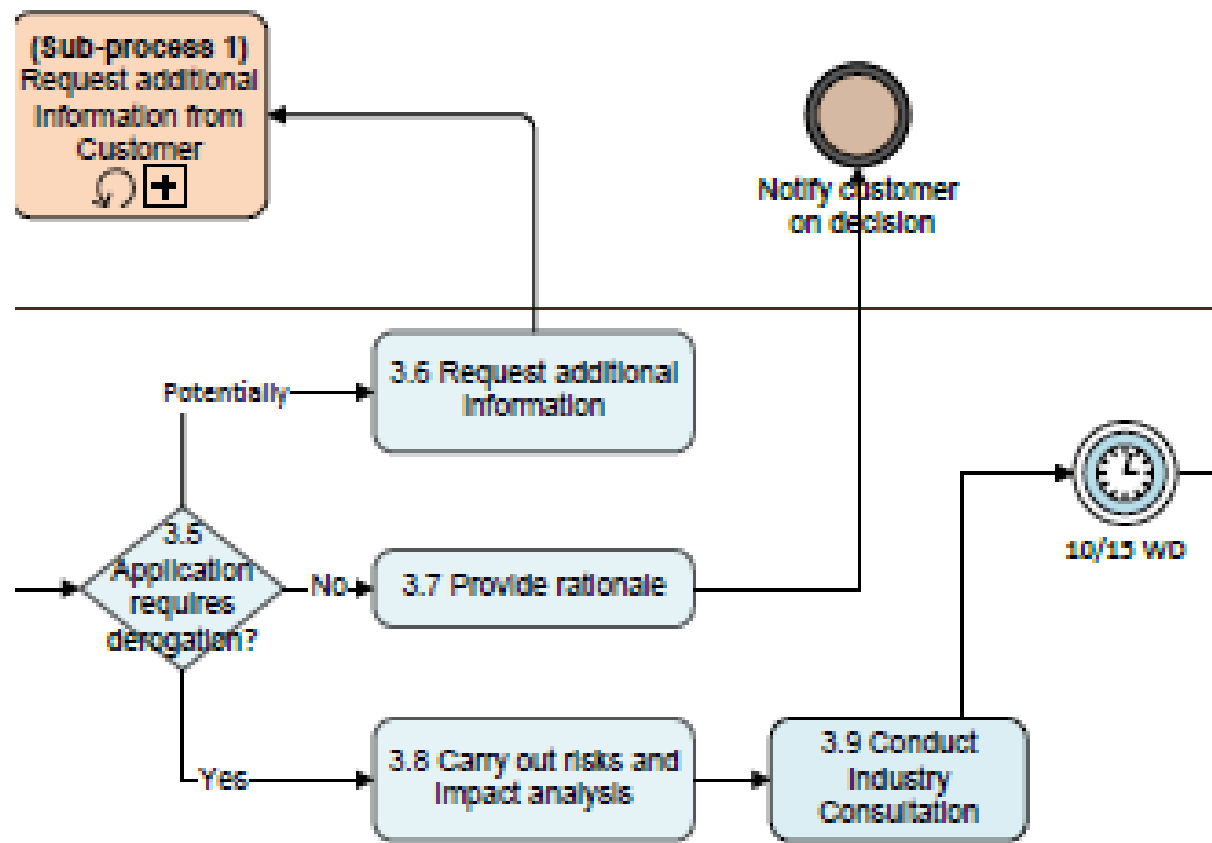 (Sub-process 1)
Request additional
Information from
Customer
Notify customer
on decision
Potentially
3.6 Request additional
Information
3.5
Application
requires
derogation?
No
3.7 Provide rationale
10/15 WD
Yes
3.8 Carry out risks and
Impact analysis
3.9 Conduct
Industry
Consultation